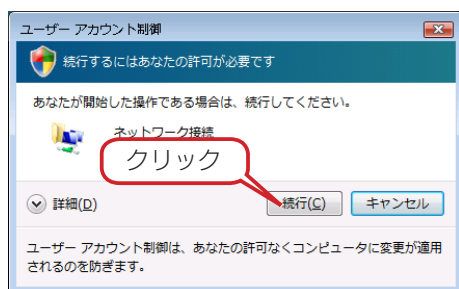 ユーザー アカウント制御
続行するにはあなたの許可が必要です
あなたが開始した操作である場合は、続行してください。
ネットワーク接続
クリック
詳細(D)
続行(C)
キャンセル
ユーザー アカウント制御は、あなたの許可なくコンピュータに変更が適用
されるのを防ぎます。